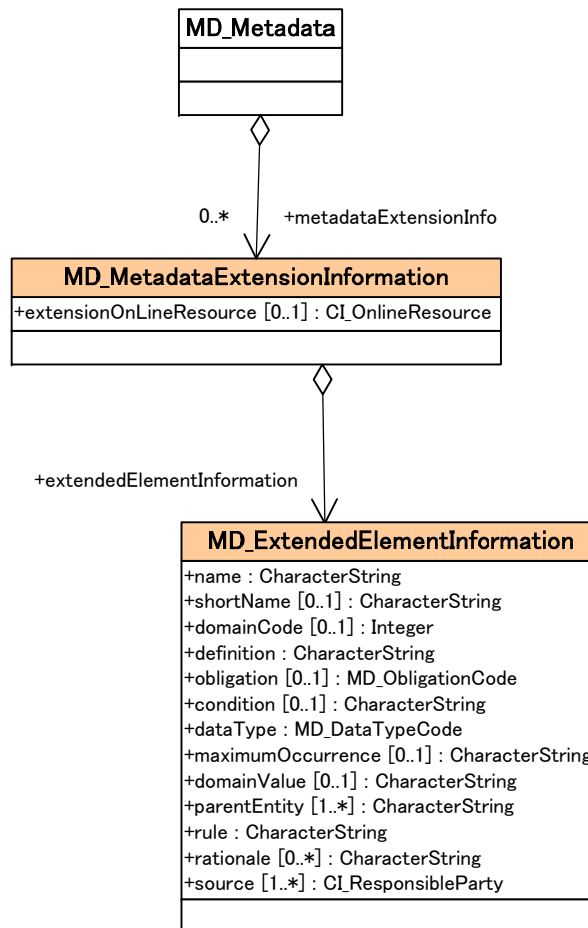 MD_Metadata
0..*
+metadataExtensionInfo
MD_MetadataExtensionInformation
+extensionOnLineResource [0..1] : CI_OnlineResource
+extendedElementInformation
MD_ExtendedElementInformation
+name : CharacterString
+shortName [0..1] : CharacterString
+domainCode [0..1] : Integer
+definition : CharacterString
+obligation [0..1] : MD_ObligationCode
+condition [0..1] : CharacterString
+dataType : MD_DataTypeCode
+maximumOccurrence [0..1] : CharacterString
+domainValue [0..1] : CharacterString
+parentEntity [1..*] : CharacterString
+rule : CharacterString
+rationale [0..*] : CharacterString
+source [1..*] : CI_ResponsibleParty